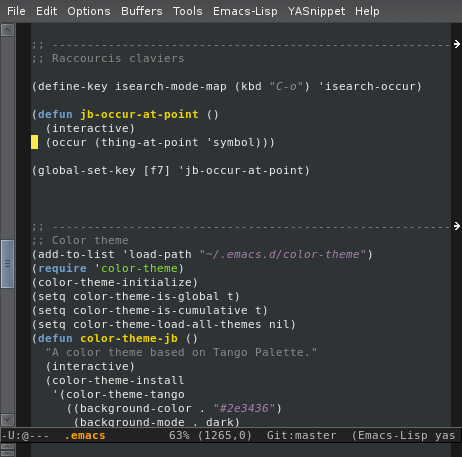 File Edit Options Buffers Tools Emacs-Lisp YASnippet Help
;; ---------------------------------------------------------
;; Raccourcis claviers
(define-key isearch-mode-map (kbd "C-o") 'isearch-occur)
(defun jb-occur-at-point ()
(interactive)
(occur (thing-at-point 'symbol)))
(global-set-key [f7] 'jb-occur-at-point)
;; ---------------------------------------------------------
;; Color theme
(add-to-list 'load-path "~/.emacs.d/color-theme")
(require 'color-theme)
(color-theme-initialize)
(setq color-theme-is-global t)
(setq color-theme-is-cumulative t)
(setq color-theme-load-all-themes nil)
(defun color-theme-jb ()
"A color theme based on Tango Palette."
(interactive)
(color-theme-install
'(color-theme-tango
((background-color . "#2e3436")
(background-mode . dark)
-U:@--- .emacs 63% (1265,0) Git:master (Emacs-Lisp yas